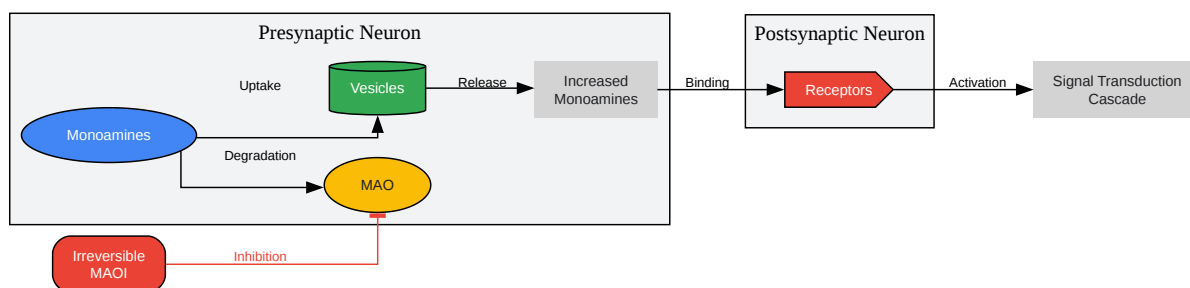 Presynaptic Neuron
Postsynaptic Neuron
Uptake
Vesicles
Release
Increased
Monoamines
Binding
Receptors
Activation
Signal Transduction
Cascade
Monoamines
Degradation
MAO
Irreversible
MAOI
Inhibition